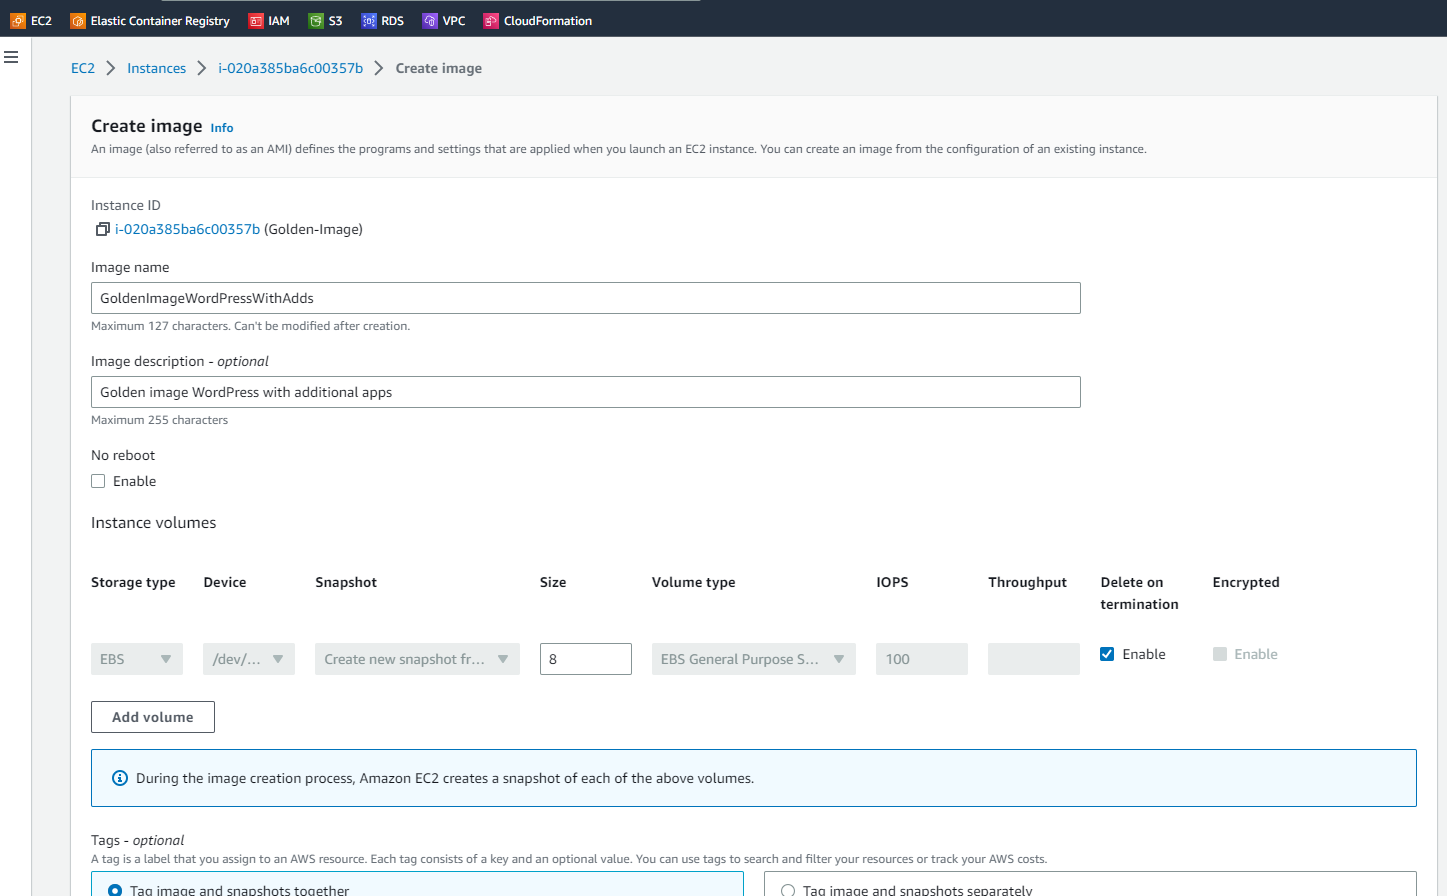 EC2 Elastic Container Registry IAM S3 RDS VPC CloudFormation
EC2 Instances i-020a385ba6c00357b Create image
Create image Info
An image (also referred to as an AMI) defines the programs and settings that are applied when you launch an EC2 instance. You can create an image from the configuration of an existing instance.
Instance ID
i-020a385ba6c00357b (Golden-Image)
Image name
GoldenImageWordPressWithAdds
Maximum 127 characters. Can't be modified after creation.
Image description - optional
Golden image WordPress with additional apps
Maximum 255 characters
No reboot
Enable
Instance volumes
Storage type Device Snapshot Size Volume type IOPS Throughput Delete on termination Encrypted
EBS /dev/... Create new snapshot fr... 8 EBS General Purpose S... 100 Enable Enable
Add volume
During the image creation process, Amazon EC2 creates a snapshot of each of the above volumes.
Tags - optional
A tag is a label that you assign to an AWS resource. Each tag consists of a key and an optional value. You can use tags to search and filter your resources or track your AWS costs.
Tag image and snapshots together Tag image and snapshots separately